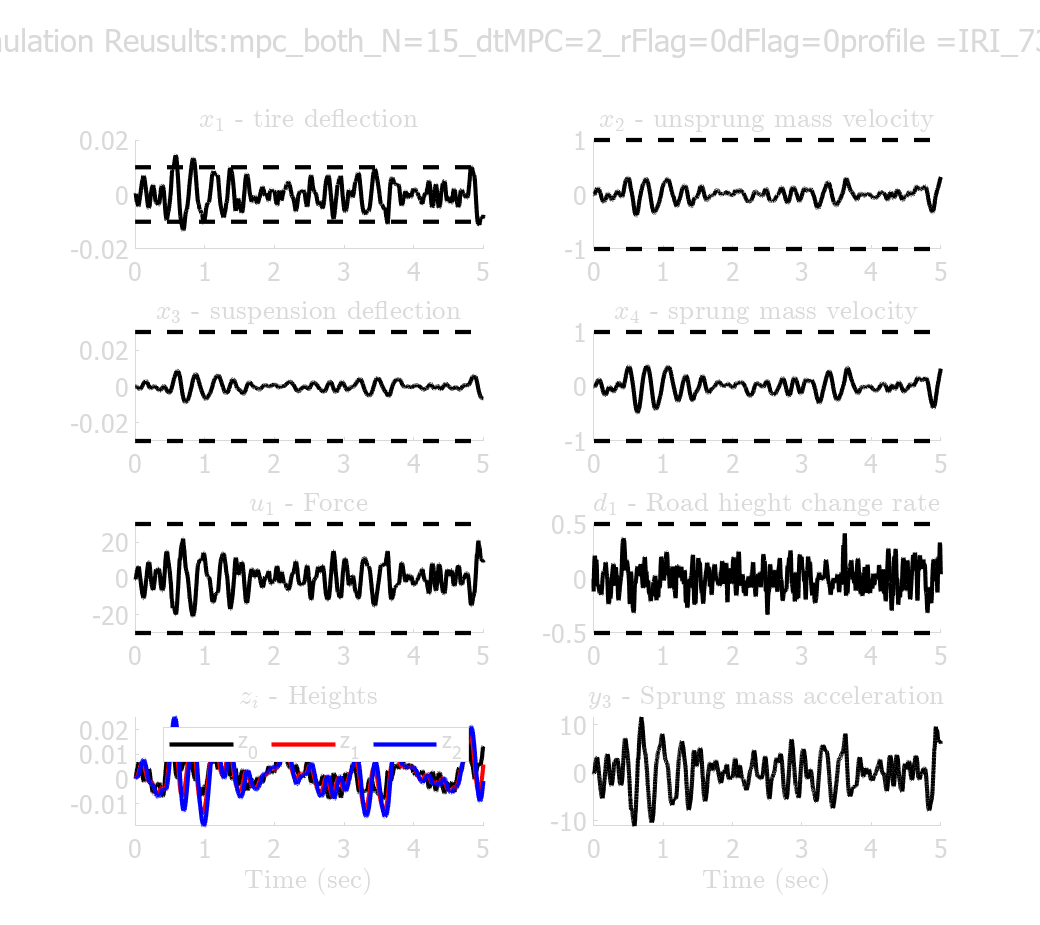 ulation Reusults:mpc_both_N=15_dtMPC=2_rFlag=0dFlag=0profile =IRI_73
x1 - tire deflection
0.02
0
-0.02
0 1 2 3 4 5
x2 - unsprung mass velocity
1
0
-1
0 1 2 3 4 5
x3 - suspension deflection
0.02
0
-0.02
0 1 2 3 4 5
x4 - sprung mass velocity
1
0
-1
0 1 2 3 4 5
u1 - Force
20
0
-20
0 1 2 3 4 5
d1 - Road hieght change rate
0.5
0
-0.5
0 1 2 3 4 5
zi - Heights
0.02
0.01
0
-0.01
z0 z1 z2
0 1 2 3 4 5
Time (sec)
y3 - Sprung mass acceleration
10
0
-10
0 1 2 3 4 5
Time (sec)